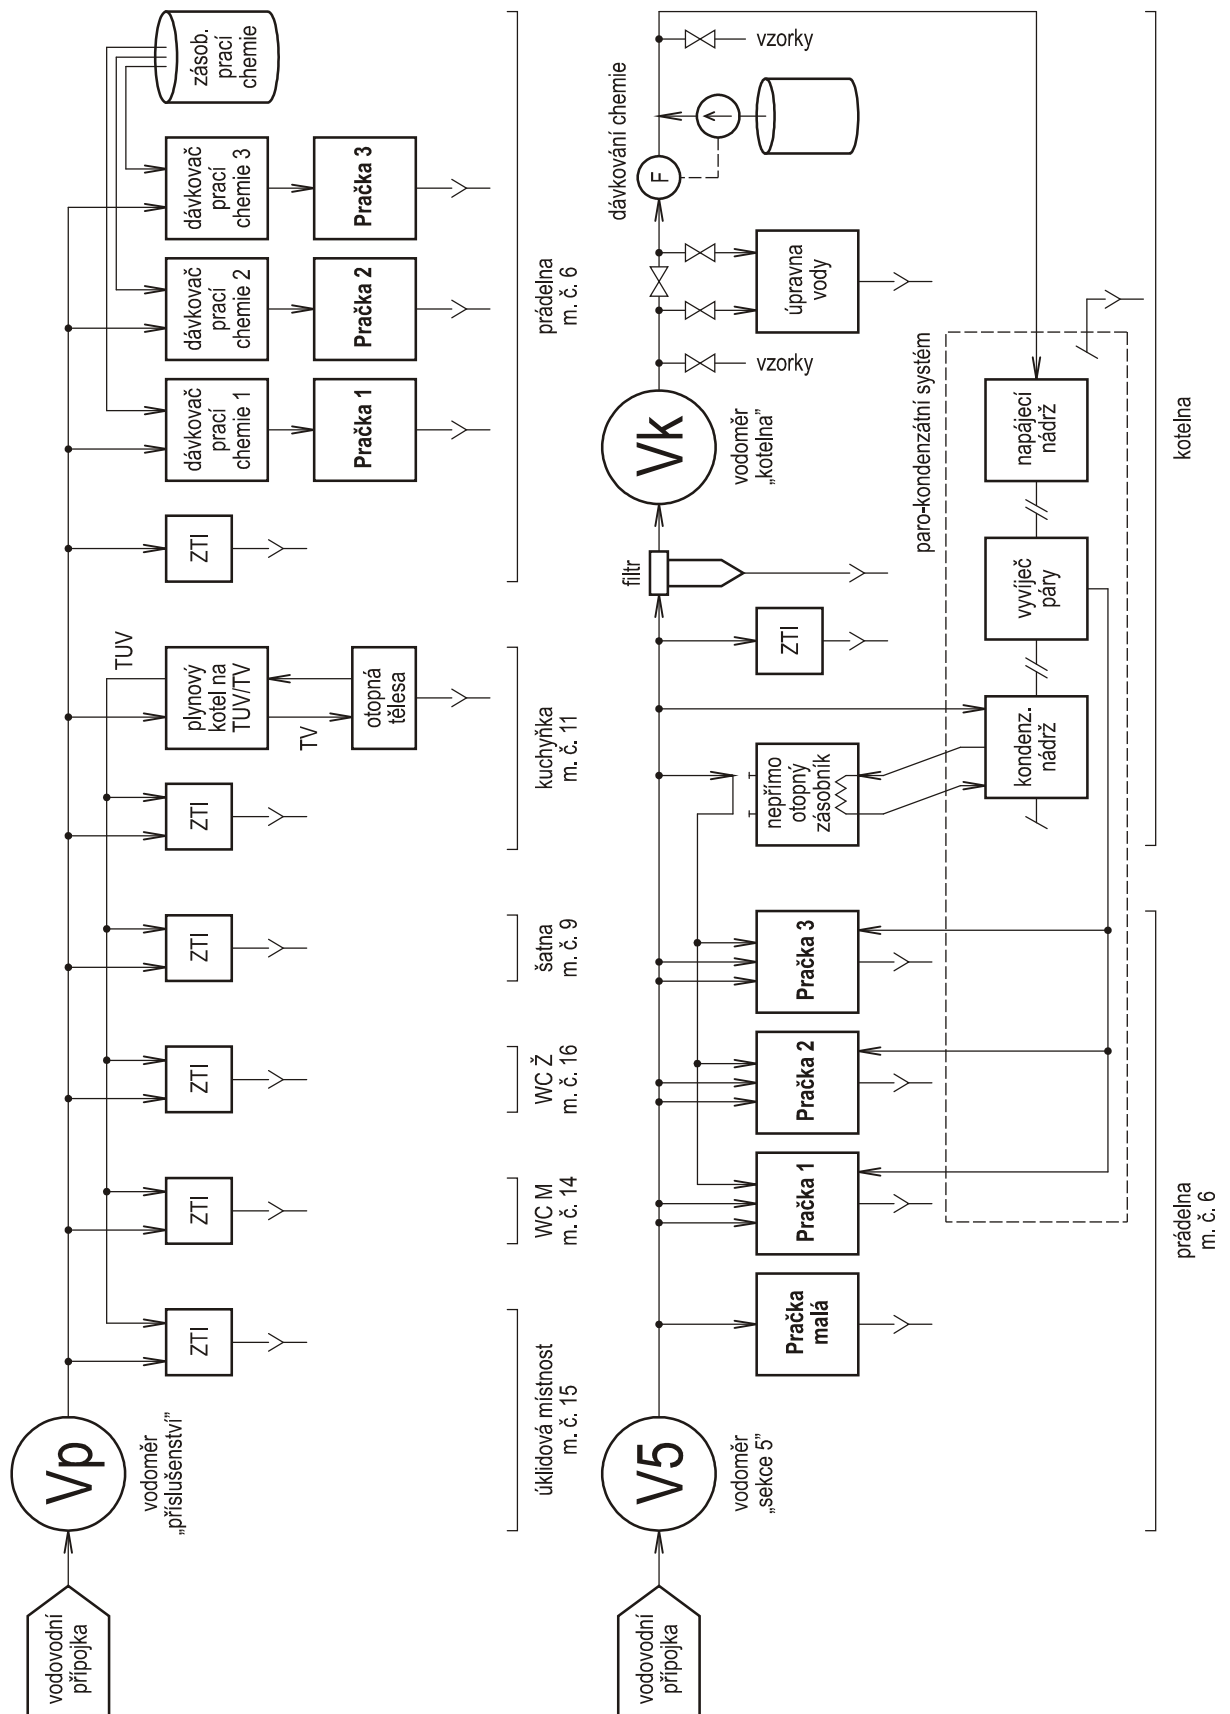 vodovodní
přípojka
Vp
vodoměr
„příslušenství”
ZTI
úklidová místnost
m. č. 15
ZTI
WC M
m. č. 14
ZTI
WC Ž
m. č. 16
ZTI
šatna
m. č. 9
ZTI
TUV
plynový
kotel na
TUV/TV
TV
otopná
tělesa
kuchyňka
m. č. 11
ZTI
dávkovač
prací
chemie 1
Pračka 1
dávkovač
prací
chemie 2
Pračka 2
dávkovač
prací
chemie 3
Pračka 3
zásob.
prací
chemie
prádelna
m. č. 6
vodovodní
přípojka
V5
vodoměr
„sekce 5”
Pračka
malá
Pračka 1
Pračka 2
Pračka 3
prádelna
m. č. 6
nepřímo
otopný
zásobník
ZTI
filtr
Vk
vodoměr
„kotelna”
vzorky
úpravna
vody
F
dávkování chemie
vzorky
paro-kondenzátní systém
kondenz.
nádrž
vyvíječ
páry
napájecí
nádrž
kotelna